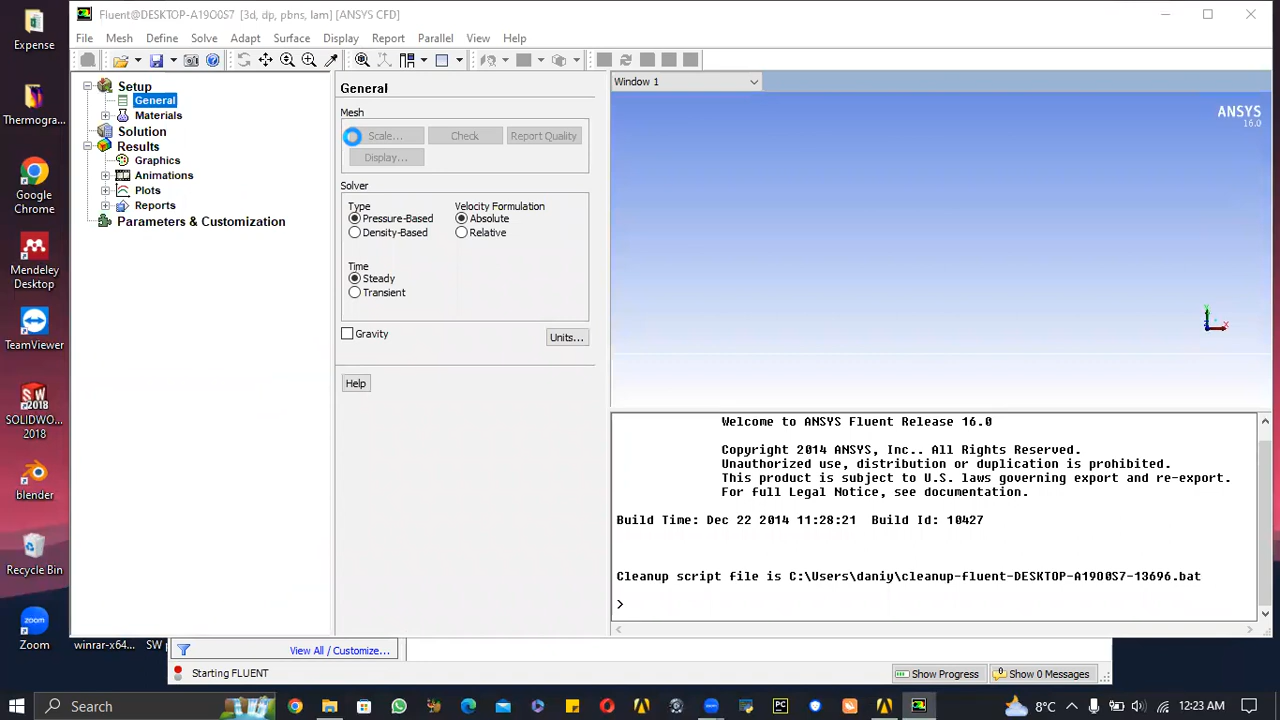 Fluent@DESKTOP-A19O0S7 [3d, dp, pbns, lam] [ANSYS CFD]
File Mesh Define Solve Adapt Surface Display Report Parallel View Help
Expense
Thermogra...
Google
Chrome
Mendeley
Desktop
TeamViewer
SOLIDWO...
2018
blender
Recycle Bin
Zoom
winrar-x64...
SW p
Setup
General
Materials
Solution
Results
Graphics
Animations
Plots
Reports
Parameters & Customization
General
Mesh
Scale...
Check
Report Quality
Display...
Solver
Type
Velocity Formulation
Pressure-Based
Absolute
Density-Based
Relative
Time
Steady
Transient
Gravity
Units...
Help
Window 1
ANSYS
16.0
Y
X
Welcome to ANSYS Fluent Release 16.0
Copyright 2014 ANSYS, Inc.. All Rights Reserved.
Unauthorized use, distribution or duplication is prohibited.
This product is subject to U.S. laws governing export and re-export.
For full Legal Notice, see documentation.
Build Time: Dec 22 2014 11:28:21 Build Id: 10427
Cleanup script file is C:\Users\daniy\cleanup-fluent-DESKTOP-A19O0S7-13696.bat
>
View All / Customize...
Starting FLUENT
Show Progress
Show 0 Messages
Search
8°C
12:23 AM